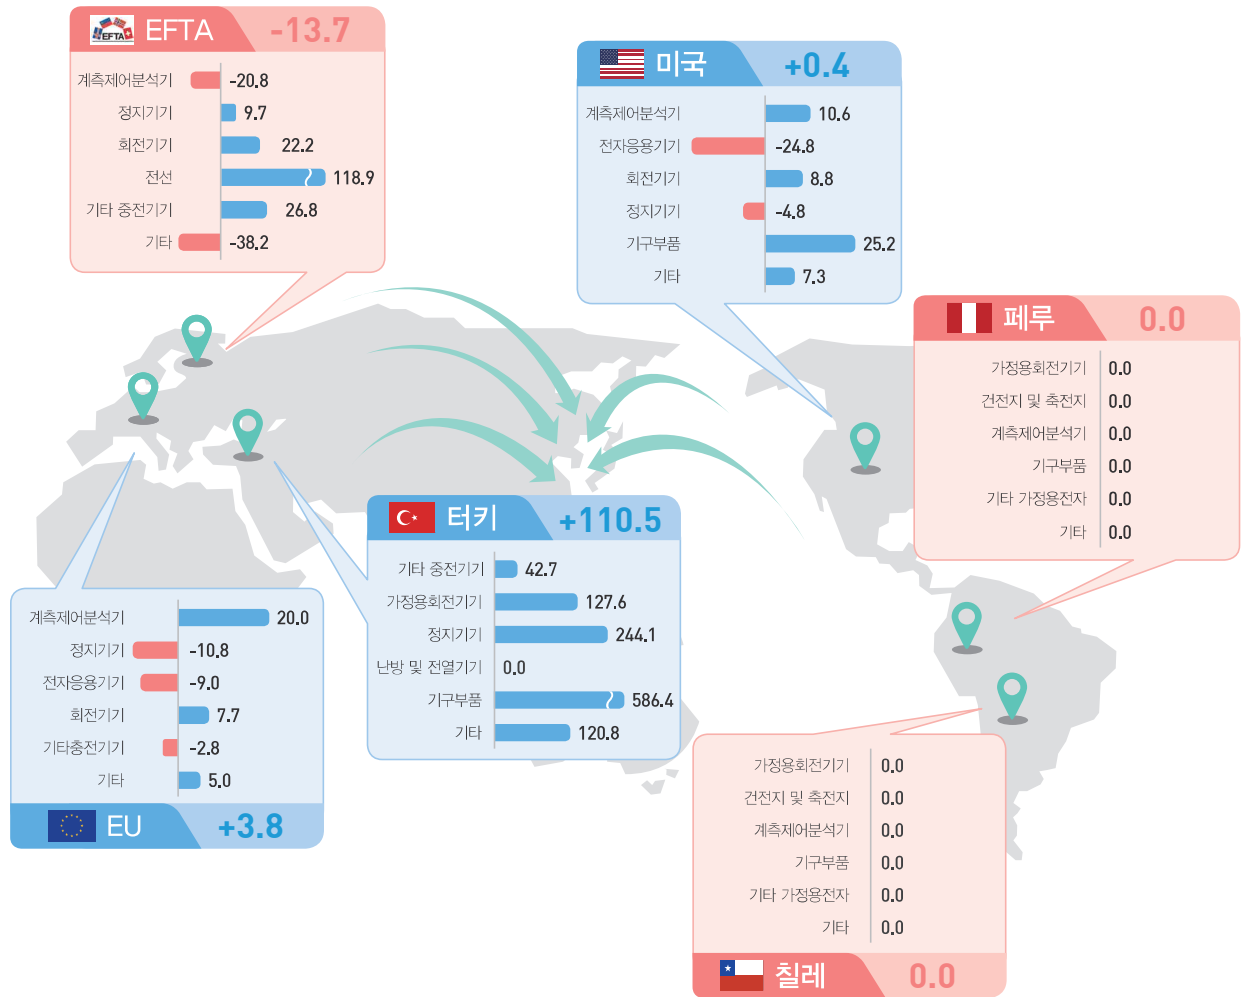 EFTA EFTA -13.7
계측제어분석기 -20.8
정지기기 9.7
회전기기 22.2
전선 118.9
기타 중전기기 26.8
기타 -38.2
미국 +0.4
계측제어분석기 10.6
전자응용기기 -24.8
회전기기 8.8
정지기기 -4.8
기구부품 25.2
기타 7.3
페루 0.0
가정용회전기기 0.0
건전지 및 축전지 0.0
계측제어분석기 0.0
기구부품 0.0
기타 가정용전자 0.0
기타 0.0
터키 +110.5
기타 중전기기 42.7
가정용회전기기 127.6
정지기기 244.1
난방 및 전열기기 0.0
기구부품 586.4
기타 120.8
계측제어분석기 20.0
정지기기 -10.8
전자응용기기 -9.0
회전기기 7.7
기타중전기기 -2.8
기타 5.0
EU +3.8
가정용회전기기 0.0
건전지 및 축전지 0.0
계측제어분석기 0.0
기구부품 0.0
기타 가정용전자 0.0
기타 0.0
칠레 0.0